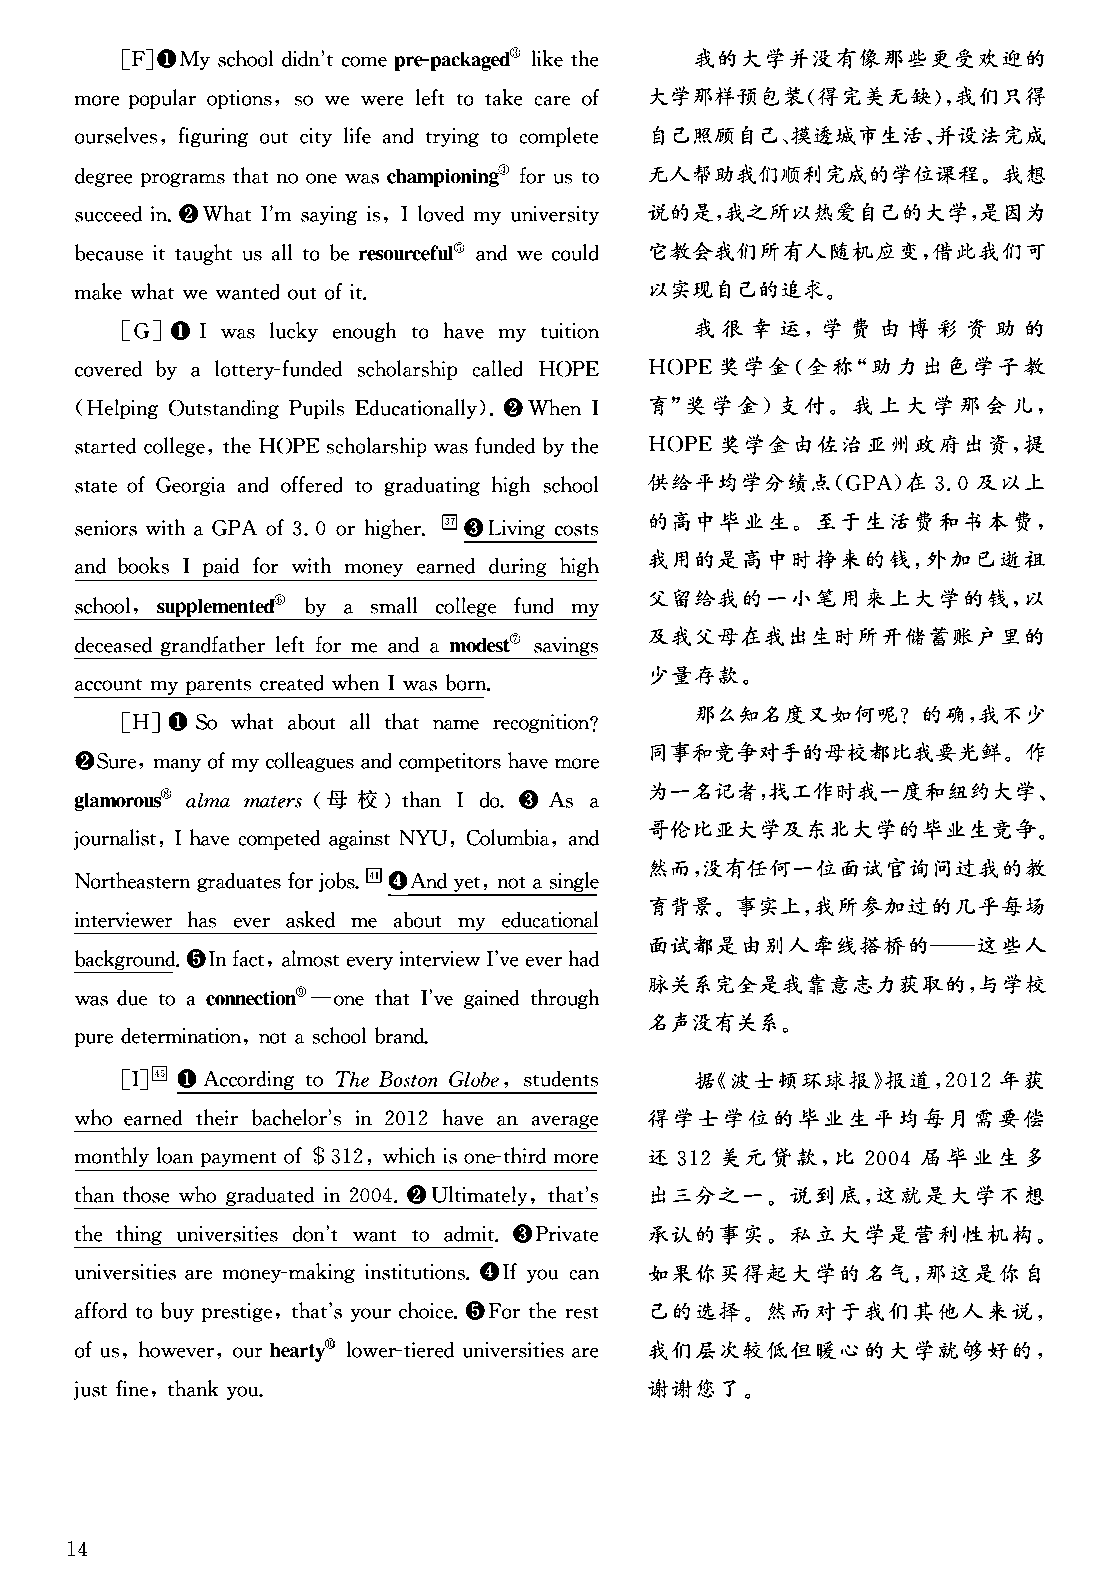 [F]❶My school didn't come pre-packaged㉝ like the
more popular options, so we were left to take care of
ourselves, figuring out city life and trying to complete
degree programs that no one was championing㉞ for us to
succeed in. ❷What I'm saying is, I loved my university
because it taught us all to be resourceful㉟ and we could
make what we wanted out of it.
[G]❶I was lucky enough to have my tuition
covered by a lottery-funded scholarship called HOPE
(Helping Outstanding Pupils Educationally). ❷When I
started college, the HOPE scholarship was funded by the
state of Georgia and offered to graduating high school
seniors with a GPA of 3.0 or higher. 37 ❸Living costs
and books I paid for with money earned during high
school, supplemented㊱ by a small college fund my
deceased grandfather left for me and a modest㊲ savings
account my parents created when I was born.
[H]❶So what about all that name recognition?
❷Sure, many of my colleagues and competitors have more
glamorous㊳ alma maters (母校) than I do. ❸As a
journalist, I have competed against NYU, Columbia, and
Northeastern graduates for jobs. 41 ❹And yet, not a single
interviewer has ever asked me about my educational
background. ❺In fact, almost every interview I've ever had
was due to a connection㊴—one that I've gained through
pure determination, not a school brand.
[I]45 ❶According to The Boston Globe, students
who earned their bachelor's in 2012 have an average
monthly loan payment of $312, which is one-third more
than those who graduated in 2004. ❷Ultimately, that's
the thing universities don't want to admit. ❸Private
universities are money-making institutions. ❹If you can
afford to buy prestige, that's your choice. ❺For the rest
of us, however, our hearty㊵ lower-tiered universities are
just fine, thank you.
我的大学并没有像那些更受欢迎的
大学那样预包装(得完美无缺),我们只得
自己照顾自己、摸透城市生活、并设法完成
无人帮助我们顺利完成的学位课程。我想
说的是,我之所以热爱自己的大学,是因为
它教会我们所有人随机应变,借此我们可
以实现自己的追求。
我很幸运,学费由博彩资助的
HOPE 奖学金(全称“助力出色学子教
育”奖学金)支付。我上大学那会儿,
HOPE 奖学金由佐治亚州政府出资,提
供给平均学分绩点(GPA)在 3.0 及以上
的高中毕业生。至于生活费和书本费,
我用的是高中时挣来的钱,外加已逝祖
父留给我的一小笔用来上大学的钱,以
及我父母在我出生时所开储蓄账户里的
少量存款。
那么知名度又如何呢?的确,我不少
同事和竞争对手的母校都比我要光鲜。作
为一名记者,找工作时我一度和纽约大学、
哥伦比亚大学及东北大学的毕业生竞争。
然而,没有任何一位面试官询问过我的教
育背景。事实上,我所参加过的几乎每场
面试都是由别人牵线搭桥的——这些人
脉关系完全是我靠意志力获取的,与学校
名声没有关系。
据《波士顿环球报》报道,2012 年获
得学士学位的毕业生平均每月需要偿
还 312 美元贷款,比 2004 届毕业生多
出三分之一。说到底,这就是大学不想
承认的事实。私立大学是营利性机构。
如果你买得起大学的名气,那这是你自
己的选择。然而对于我们其他人来说,
我们层次较低但暖心的大学就够好的,
谢谢您了。
14